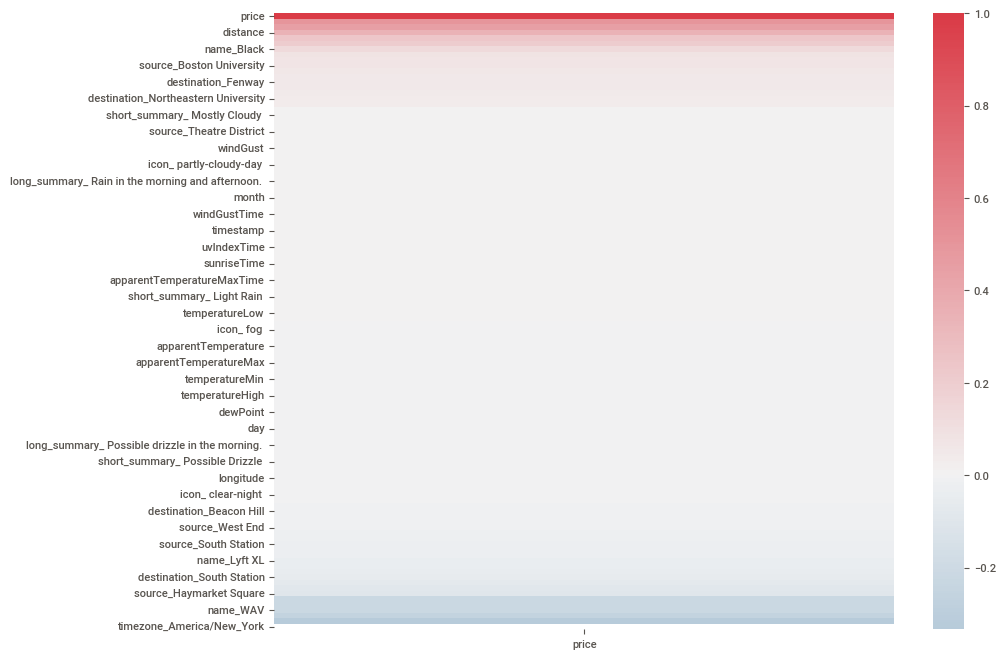 price
distance
name_Black
source_Boston University
destination_Fenway
destination_Northeastern University
short_summary_ Mostly Cloudy
source_Theatre District
windGust
icon_ partly-cloudy-day
long_summary_ Rain in the morning and afternoon.
month
windGustTime
timestamp
uvIndexTime
sunriseTime
apparentTemperatureMaxTime
short_summary_ Light Rain
temperatureLow
icon_ fog
apparentTemperature
apparentTemperatureMax
temperatureMin
temperatureHigh
dewPoint
day
long_summary_ Possible drizzle in the morning.
short_summary_ Possible Drizzle
longitude
icon_ clear-night
destination_Beacon Hill
source_West End
source_South Station
name_Lyft XL
destination_South Station
source_Haymarket Square
name_WAV
timezone_America/New_York
price
1.0
0.8
0.6
0.4
0.2
0.0
−0.2